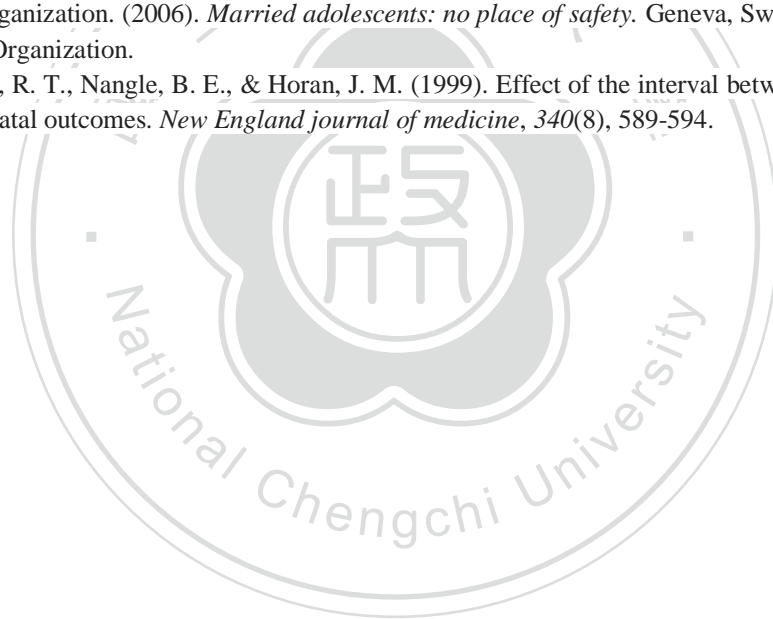 ganization. (2006). Married adolescents: no place of safety. Geneva, Sw
Organization.
, R. T., Nangle, B. E., & Horan, J. M. (1999). Effect of the interval betw
atal outcomes. New England journal of medicine, 340(8), 589-594.
政大
National Chengchi University